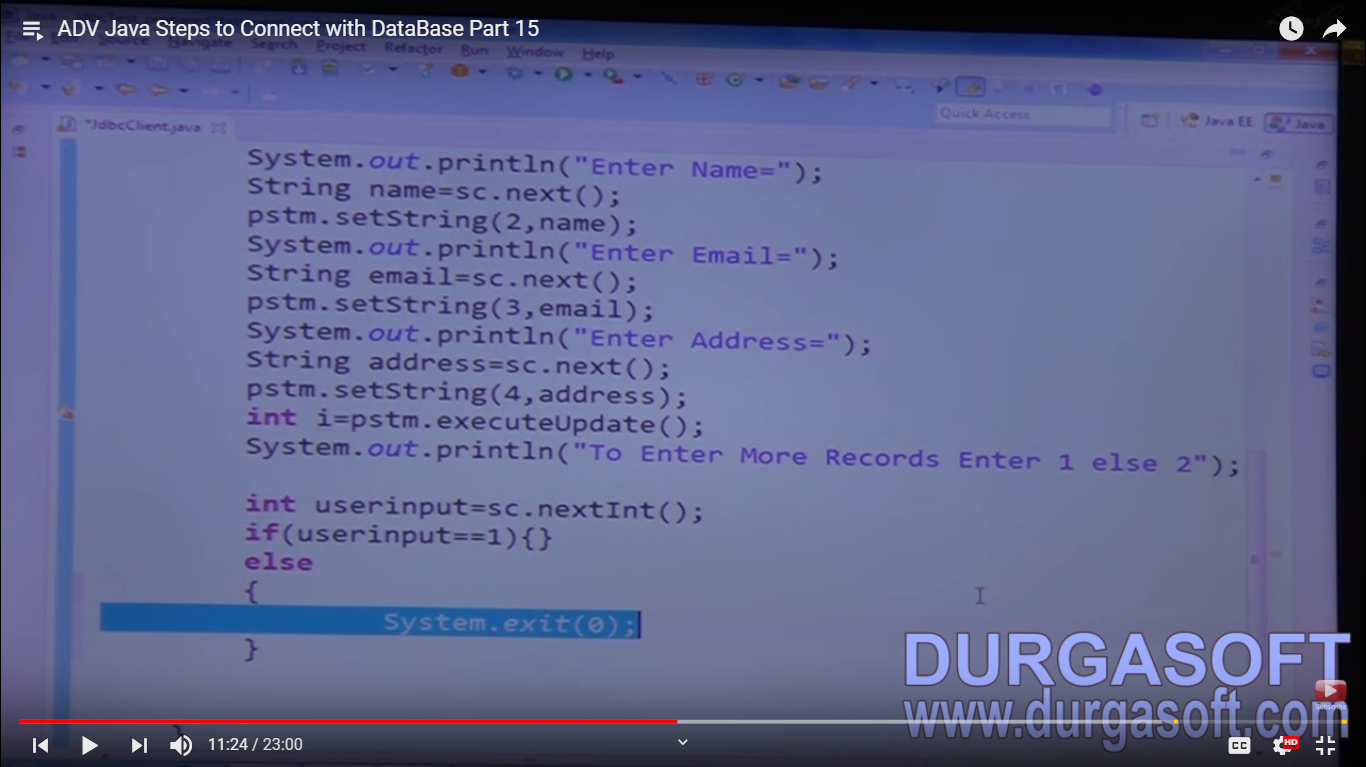 ADV Java Steps to Connect with DataBase Part 15
Source Navigate Search Project Refactor Run Window Help
Quick Access
Java EE
Java
*JdbcClient.java
System.out.println("Enter Name=");
String name=sc.next();
pstm.setString(2,name);
System.out.println("Enter Email=");
String email=sc.next();
pstm.setString(3,email);
System.out.println("Enter Address=");
String address=sc.next();
pstm.setString(4,address);
int i=pstm.executeUpdate();
System.out.println("To Enter More Records Enter 1 else 2");
int userinput=sc.nextInt();
if(userinput==1){}
else
{
System.exit(0);
}
}
DURGASOFT
www.durgasoft.com
Subscribe
11:24 / 23:00
CC
HD